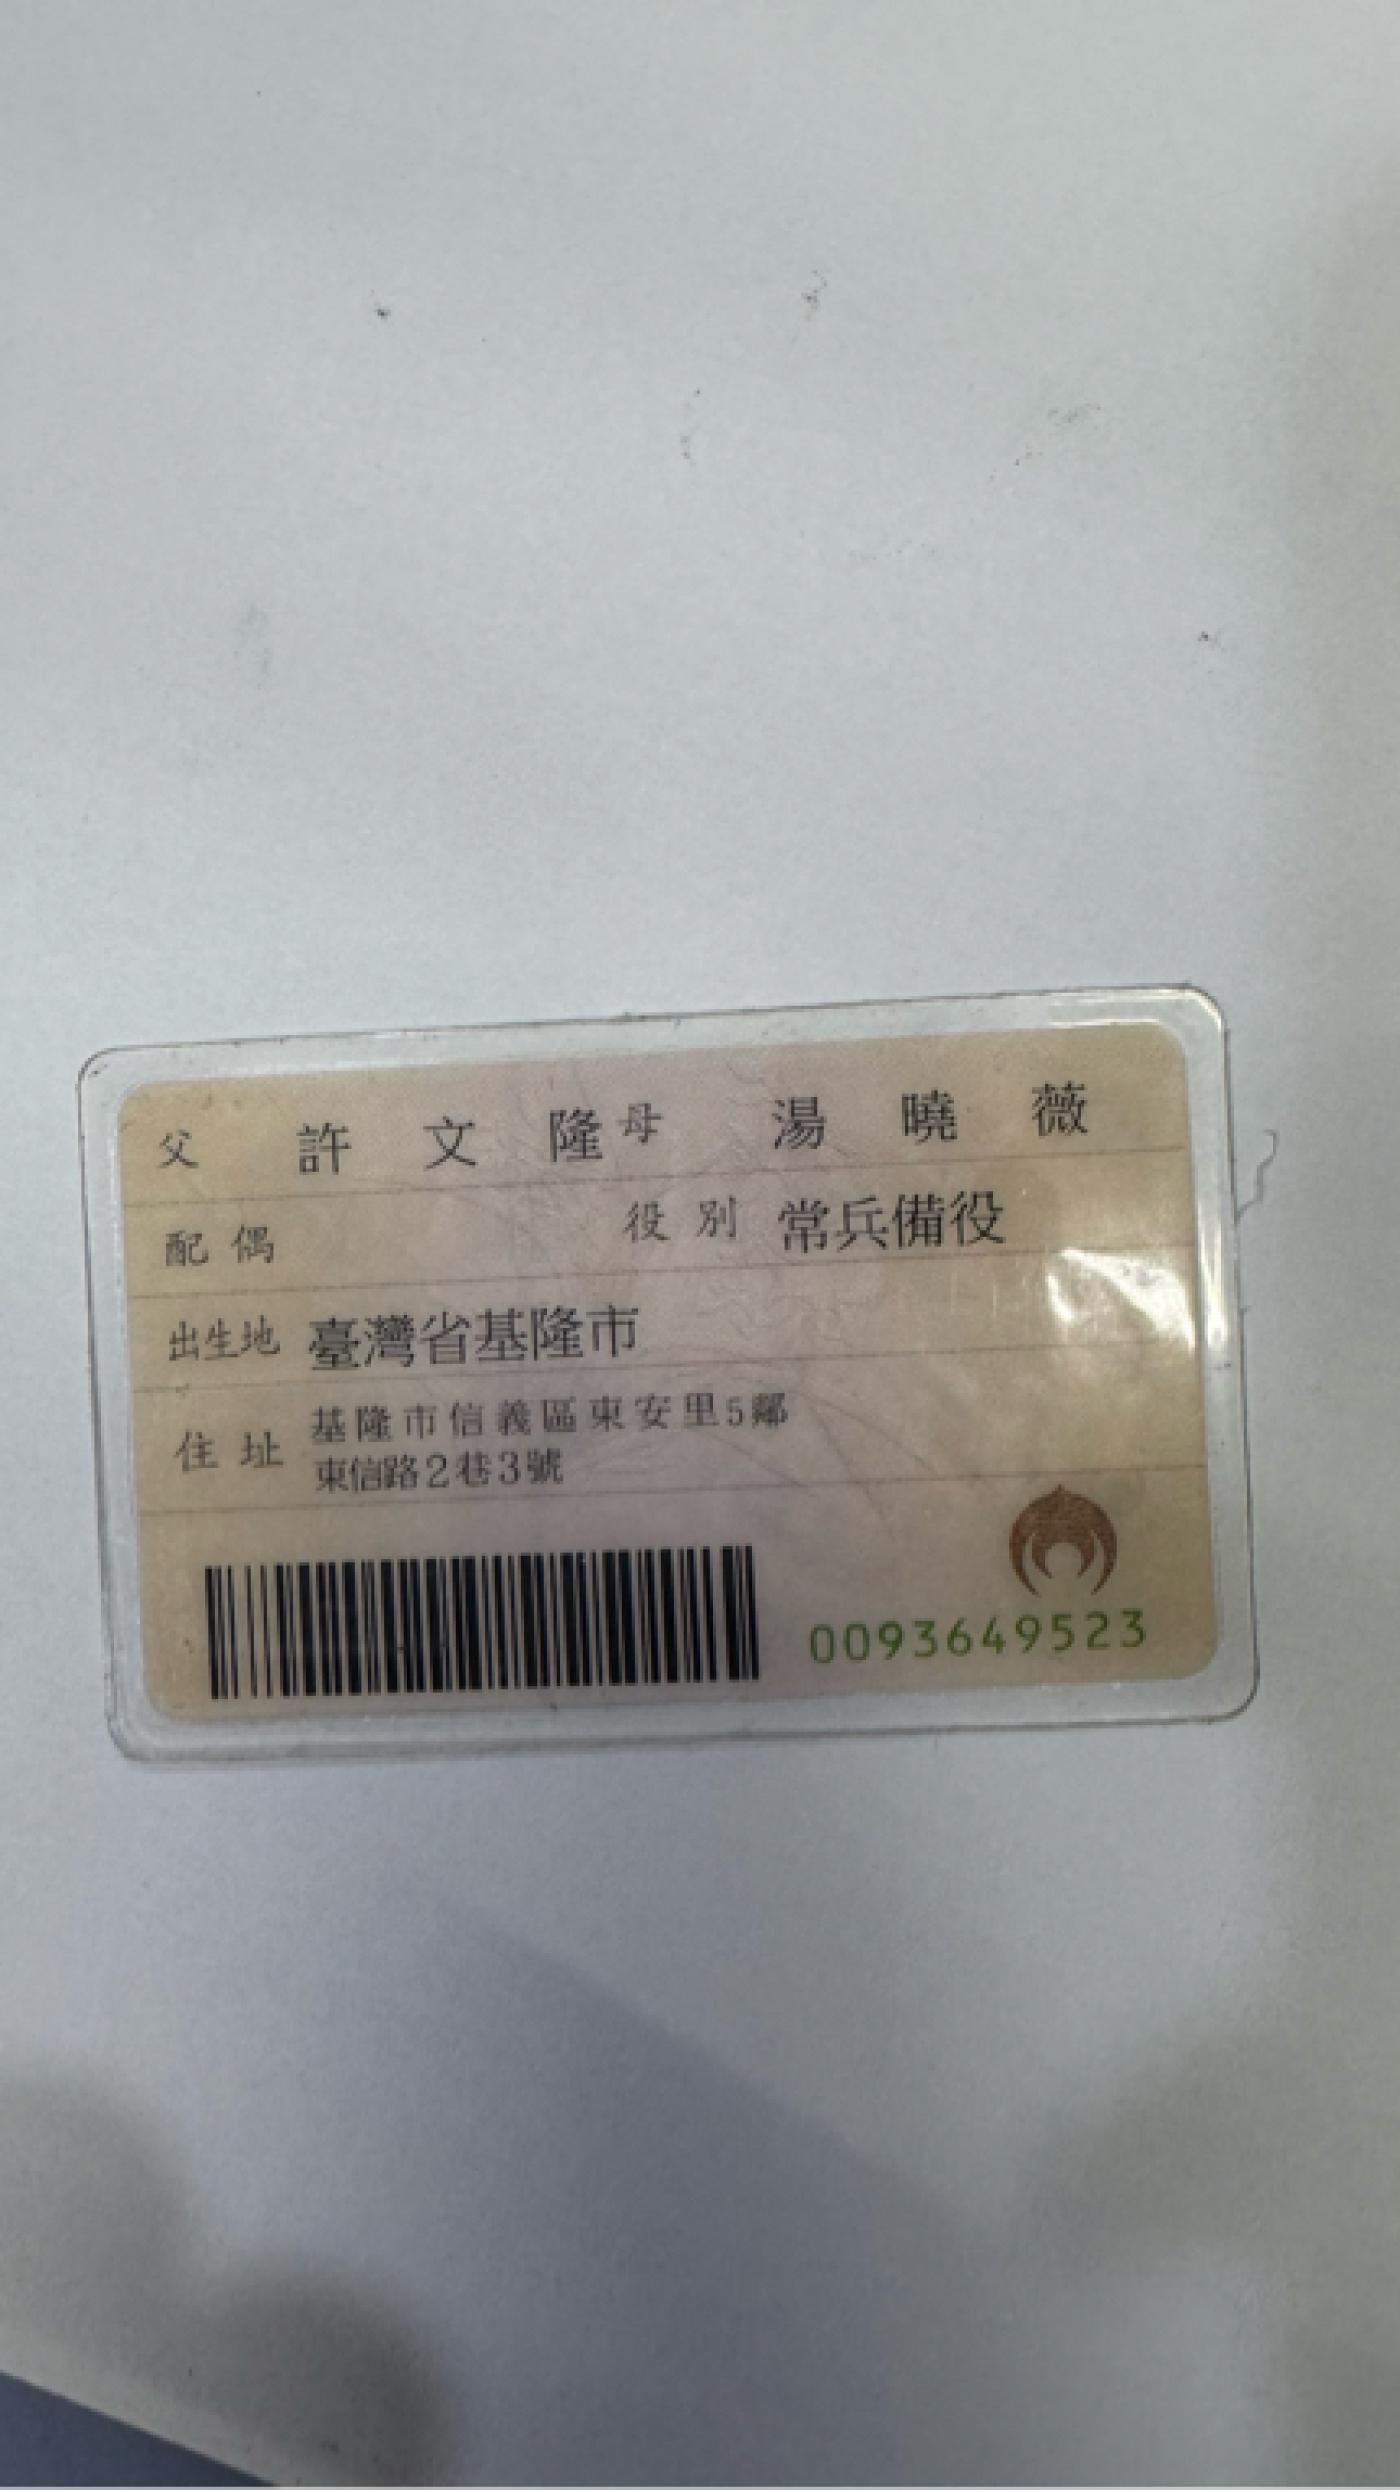 父 許文隆 母 湯曉薇
配偶 役別 常兵備役
出生地 臺灣省基隆市
住址 基隆市信義區東安里5鄰
東信路2巷3號
0093649523